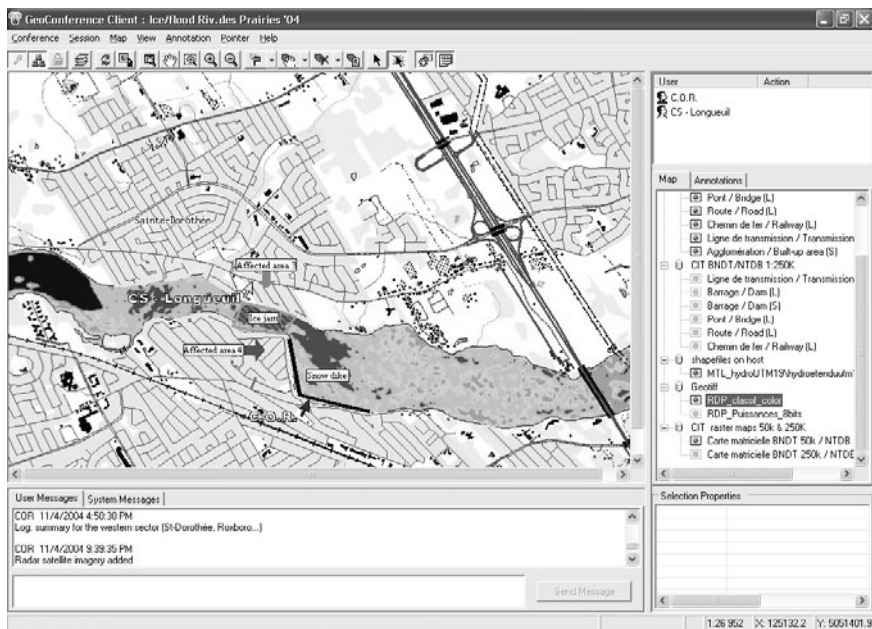 GeoConference Client : Ice/flood Riv.des Prairies '04
Conference Session Map View Annotation Pointer Help
Sainte-Dorothée
Affected area 3
CS - Longueuil
Ice jam
Affected area 4
Snow dike
C.O.R.
User Action
C.O.R.
CS - Longueuil
Map Annotations
Pont / Bridge (L)
Route / Road (L)
Chemin de fer / Railway (L)
Ligne de transmission / Transmission
Agglomération / Built-up area (S)
CIT BNDT/NTDB 1:250K
Ligne de transmission / Transmission
Barrage / Dam (L)
Barrage / Dam (S)
Pont / Bridge (L)
Route / Road (L)
Chemin de fer / Railway (L)
shapefiles on host
MTL_hydroUTM19\hydroetenduutm
Geotiff
RDP_classif_color
RDP_Puissances_8bits
CIT raster maps 50k & 250K
Carte matricielle BNDT 50k / NTDB
Carte matricielle BNDT 250k / NTDB
User Messages System Messages
COR 11/4/2004 4:50:30 PM
Log: summary for the western sector (St-Dorothée, Roxboro...)
COR 11/4/2004 9:39:35 PM
Radar satellite imagery added
Send Message
Selection Properties
1:26 952 X: 125132.2 Y: 5051401.9